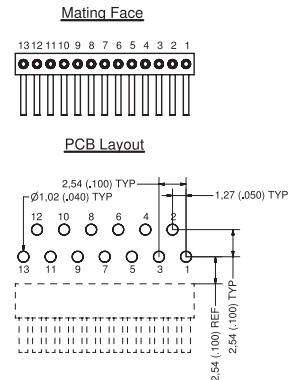 Mating Face
13 12 11 10 9 8 7 6 5 4 3 2 1
PCB Layout
2,54 (.100) TYP
Ø1,02 (.040) TYP
1,27 (.050) TYP
12 10 8 6 4 2
13 11 9 7 5 3 1
2,54 (.100) REF
2,54 (.100) TYP